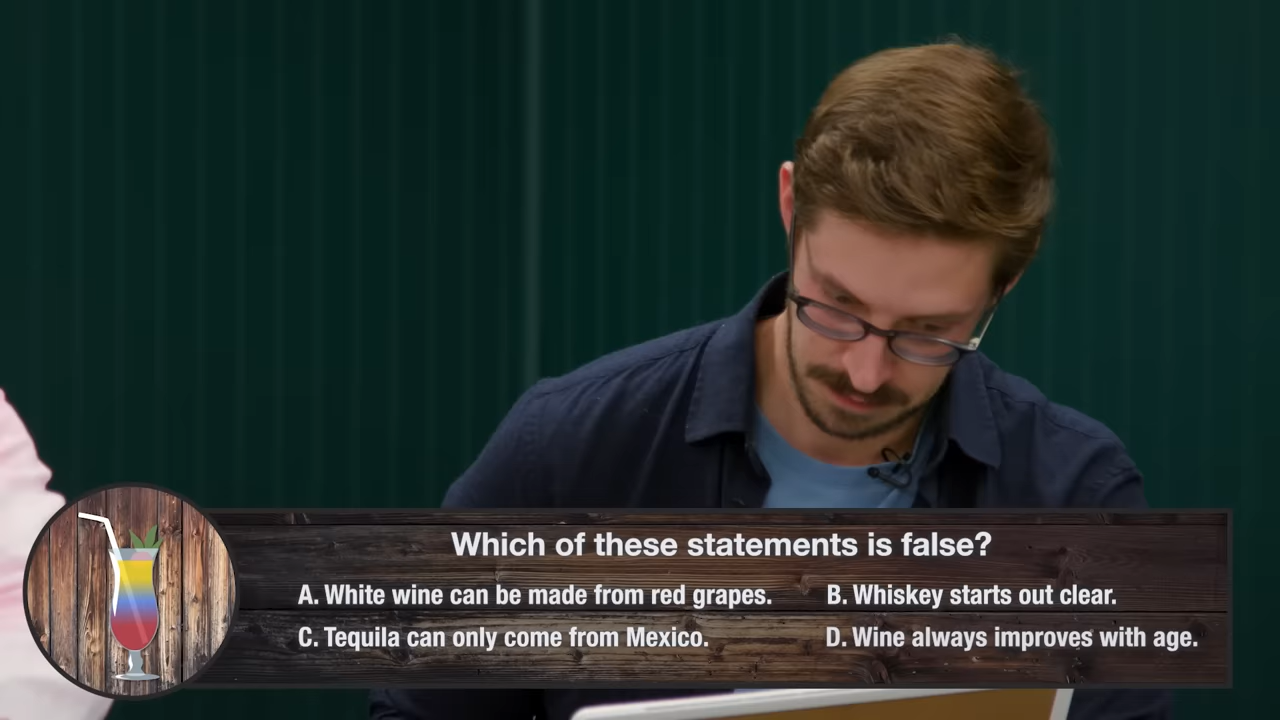 Which of these statements is false?
A. White wine can be made from red grapes.
B. Whiskey starts out clear.
C. Tequila can only come from Mexico.
D. Wine always improves with age.